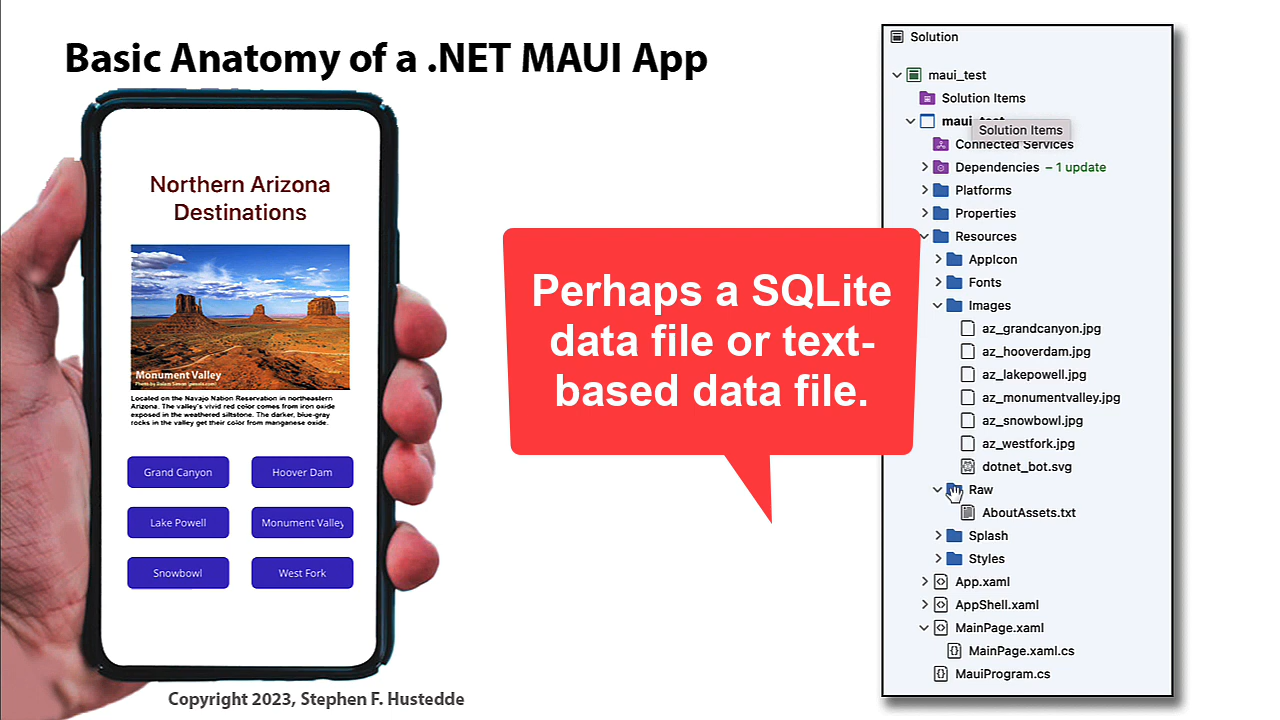 Basic Anatomy of a .NET MAUI App
Northern Arizona
Destinations
Monument Valley
Located on the Navajo Nation Reservation in northeastern
Arizona. The valley's vivid red color comes from iron oxide
exposed in the weathered siltstone. The darker, blue-gray
rocks in the valley get their color from manganese oxide.
Grand Canyon
Hoover Dam
Lake Powell
Monument Valley
Snowbowl
West Fork
Copyright 2023, Stephen F. Hustedde
Perhaps a SQLite
data file or text-
based data file.
Solution
maui_test
Solution Items
maui_test
Solution Items
Connected Services
Dependencies – 1 update
Platforms
Properties
Resources
AppIcon
Fonts
Images
az_grandcanyon.jpg
az_hooverdam.jpg
az_lakepowell.jpg
az_monumentvalley.jpg
az_snowbowl.jpg
az_westfork.jpg
dotnet_bot.svg
Raw
AboutAssets.txt
Splash
Styles
App.xaml
AppShell.xaml
MainPage.xaml
MainPage.xaml.cs
MauiProgram.cs